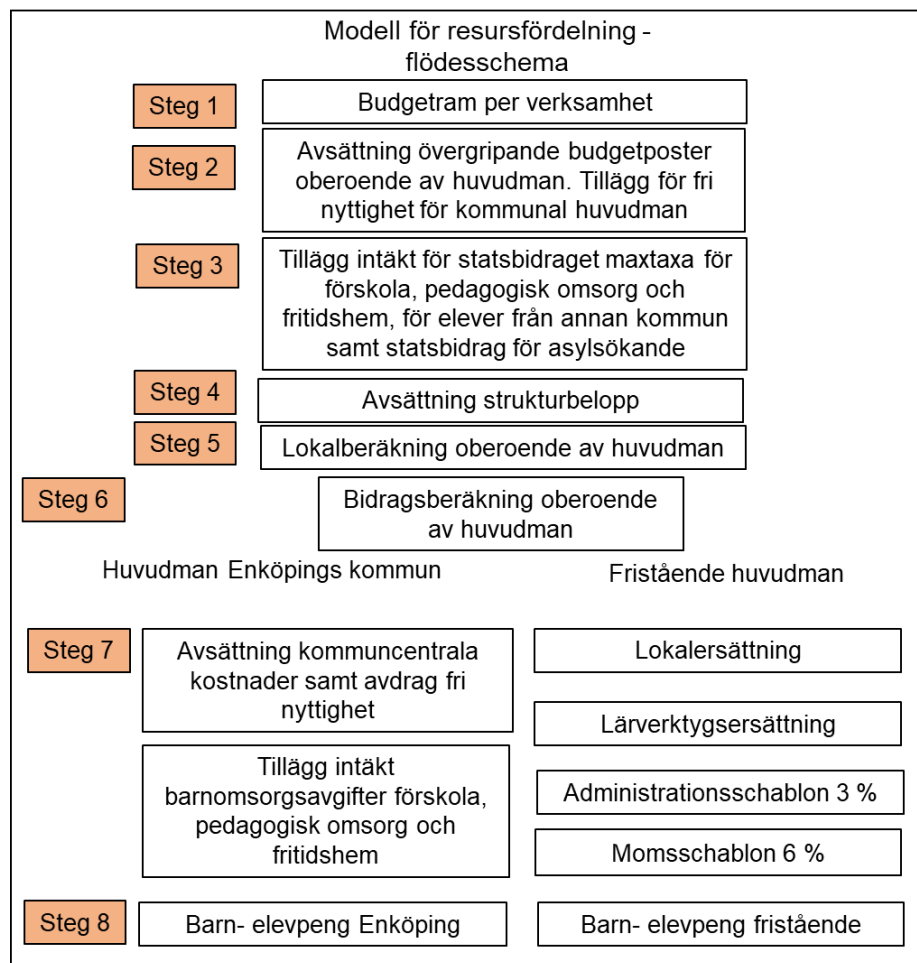 Modell för resursfördelning -
flödesschema
Steg 1
Budgetram per verksamhet
Steg 2
Avsättning övergripande budgetposter
oberoende av huvudman. Tillägg för fri
nyttighet för kommunal huvudman
Steg 3
Tillägg intäkt för statsbidraget maxtaxa för
förskola, pedagogisk omsorg och
fritidshem, för elever från annan kommun
samt statsbidrag för asylsökande
Steg 4
Avsättning strukturbelopp
Steg 5
Lokalberäkning oberoende av huvudman
Steg 6
Bidragsberäkning oberoende
av huvudman
Huvudman Enköpings kommun
Fristående huvudman
Steg 7
Avsättning kommuncentrala
kostnader samt avdrag fri
nyttighet
Tillägg intäkt
barnomsorgsavgifter förskola,
pedagogisk omsorg och
fritidshem
Lokalersättning
Lärverktygsersättning
Administrationsschablon 3 %
Momsschablon 6 %
Steg 8
Barn- elevpeng Enköping
Barn- elevpeng fristående